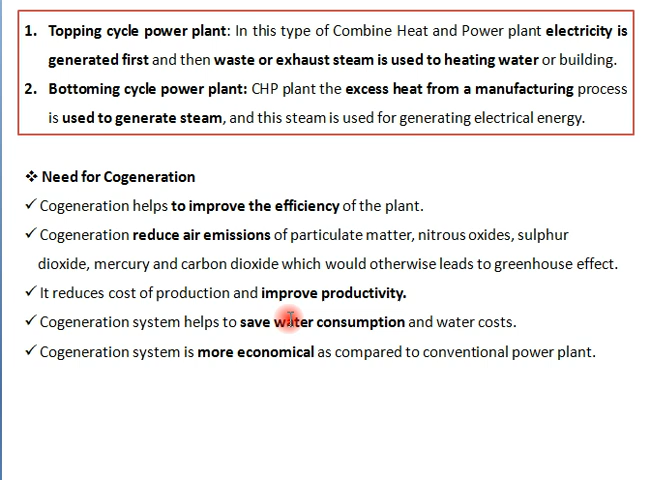 1. Topping cycle power plant: In this type of Combine Heat and Power plant electricity is
generated first and then waste or exhaust steam is used to heating water or building.
2. Bottoming cycle power plant: CHP plant the excess heat from a manufacturing process
is used to generate steam, and this steam is used for generating electrical energy.
❖ Need for Cogeneration
✓ Cogeneration helps to improve the efficiency of the plant.
✓ Cogeneration reduce air emissions of particulate matter, nitrous oxides, sulphur
dioxide, mercury and carbon dioxide which would otherwise leads to greenhouse effect.
✓ It reduces cost of production and improve productivity.
✓ Cogeneration system helps to save water consumption and water costs.
✓ Cogeneration system is more economical as compared to conventional power plant.